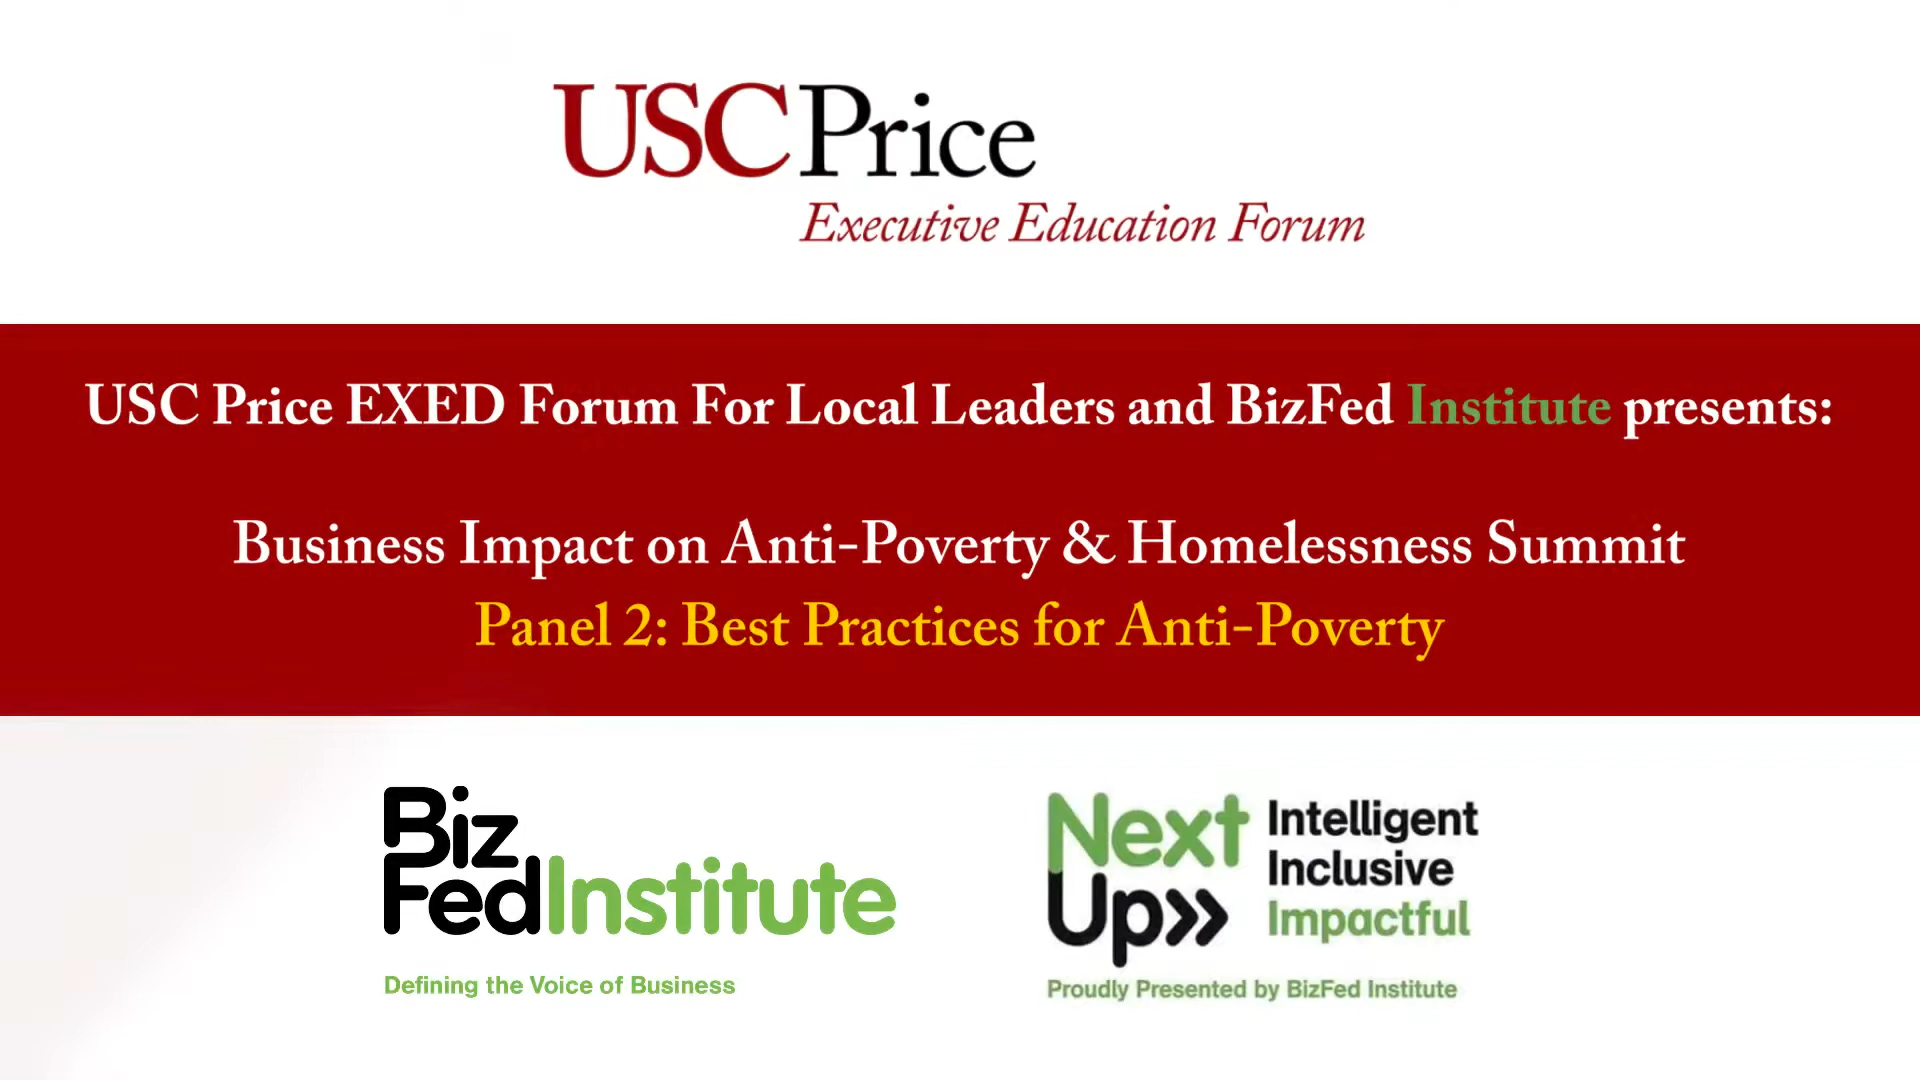 USC Price
Executive Education Forum
USC Price EXED Forum For Local Leaders and BizFed Institute presents:
Business Impact on Anti-Poverty & Homelessness Summit
Panel 2: Best Practices for Anti-Poverty
Biz
FedInstitute
Defining the Voice of Business
Next
Up»
Intelligent
Inclusive
Impactful
Proudly Presented by BizFed Institute